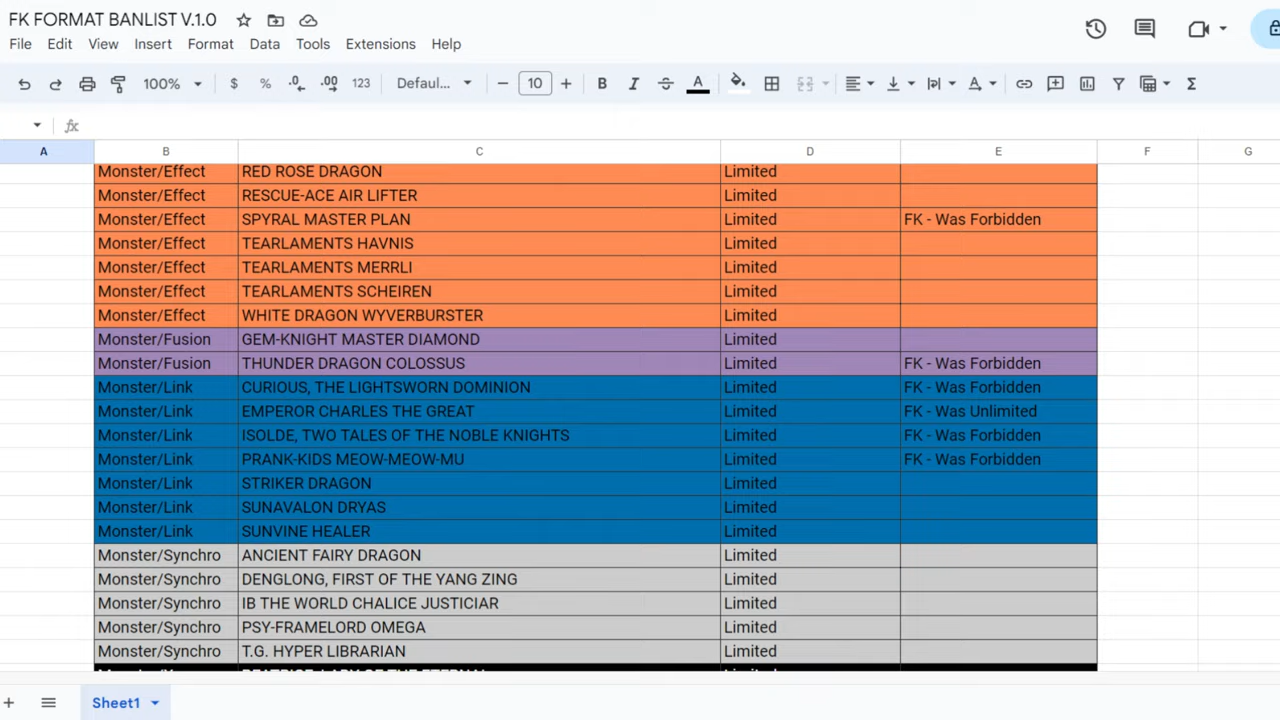 FK FORMAT BANLIST V.1.0
File Edit View Insert Format Data Tools Extensions Help
100% $ % .0 .00 123 Defaul... − 10 + B I S A Σ
fx
A B C D E F G
Monster/Effect RED ROSE DRAGON Limited
Monster/Effect RESCUE-ACE AIR LIFTER Limited
Monster/Effect SPYRAL MASTER PLAN Limited FK - Was Forbidden
Monster/Effect TEARLAMENTS HAVNIS Limited
Monster/Effect TEARLAMENTS MERRLI Limited
Monster/Effect TEARLAMENTS SCHEIREN Limited
Monster/Effect WHITE DRAGON WYVERBURSTER Limited
Monster/Fusion GEM-KNIGHT MASTER DIAMOND Limited
Monster/Fusion THUNDER DRAGON COLOSSUS Limited FK - Was Forbidden
Monster/Link CURIOUS, THE LIGHTSWORN DOMINION Limited FK - Was Forbidden
Monster/Link EMPEROR CHARLES THE GREAT Limited FK - Was Unlimited
Monster/Link ISOLDE, TWO TALES OF THE NOBLE KNIGHTS Limited FK - Was Forbidden
Monster/Link PRANK-KIDS MEOW-MEOW-MU Limited FK - Was Forbidden
Monster/Link STRIKER DRAGON Limited
Monster/Link SUNAVALON DRYAS Limited
Monster/Link SUNVINE HEALER Limited
Monster/Synchro ANCIENT FAIRY DRAGON Limited
Monster/Synchro DENGLONG, FIRST OF THE YANG ZING Limited
Monster/Synchro IB THE WORLD CHALICE JUSTICIAR Limited
Monster/Synchro PSY-FRAMELORD OMEGA Limited
Monster/Synchro T.G. HYPER LIBRARIAN Limited
+ Sheet1